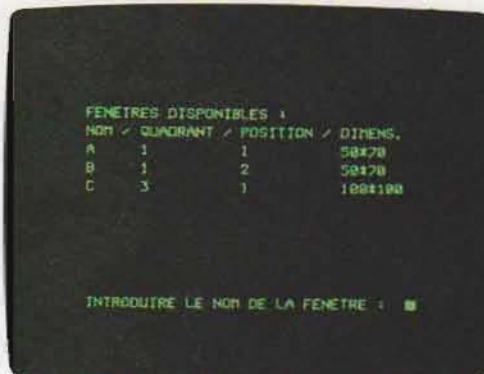 FENETRES DISPONIBLES :
NOM / QUADRANT / POSITION / DIMENS.
A 1 1 50*70
B 1 2 50*70
C 3 1 100*100
INTRODUIRE LE NOM DE LA FENETRE :